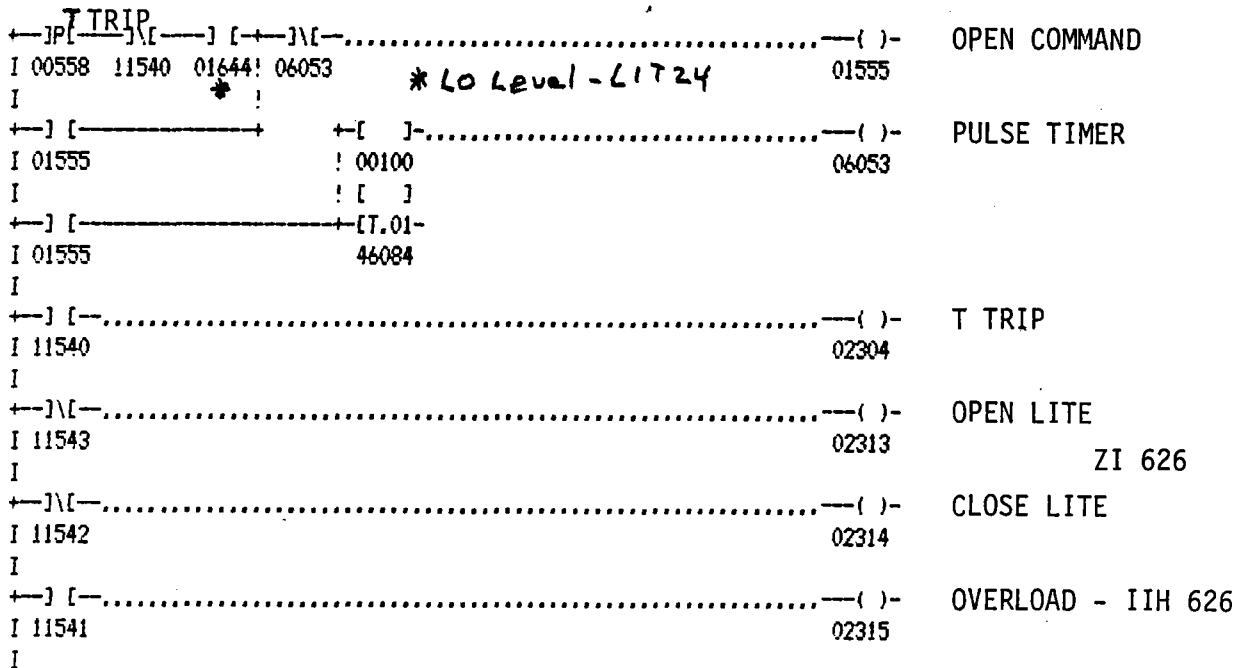 T TRIP
+--]P[----]\[----] [-+--]\[--........................................---( )- OPEN COMMAND
I 00558 11540 01644! 06053 * LO Level - LIT24 01555
I * !
+--] [---------------+ +-[ ]-........................................---( )- PULSE TIMER
I 01555 ! 00100 06053
I ! [ ]
+--] [----------------------+-[T.01-
I 01555 46084
I
+--] [--........................................---( )- T TRIP
I 11540 02304
I
+--]\[--........................................---( )- OPEN LITE
I 11543 02313
I ZI 626
+--]\[--........................................---( )- CLOSE LITE
I 11542 02314
I
+--] [--........................................---( )- OVERLOAD - IIH 626
I 11541 02315
I